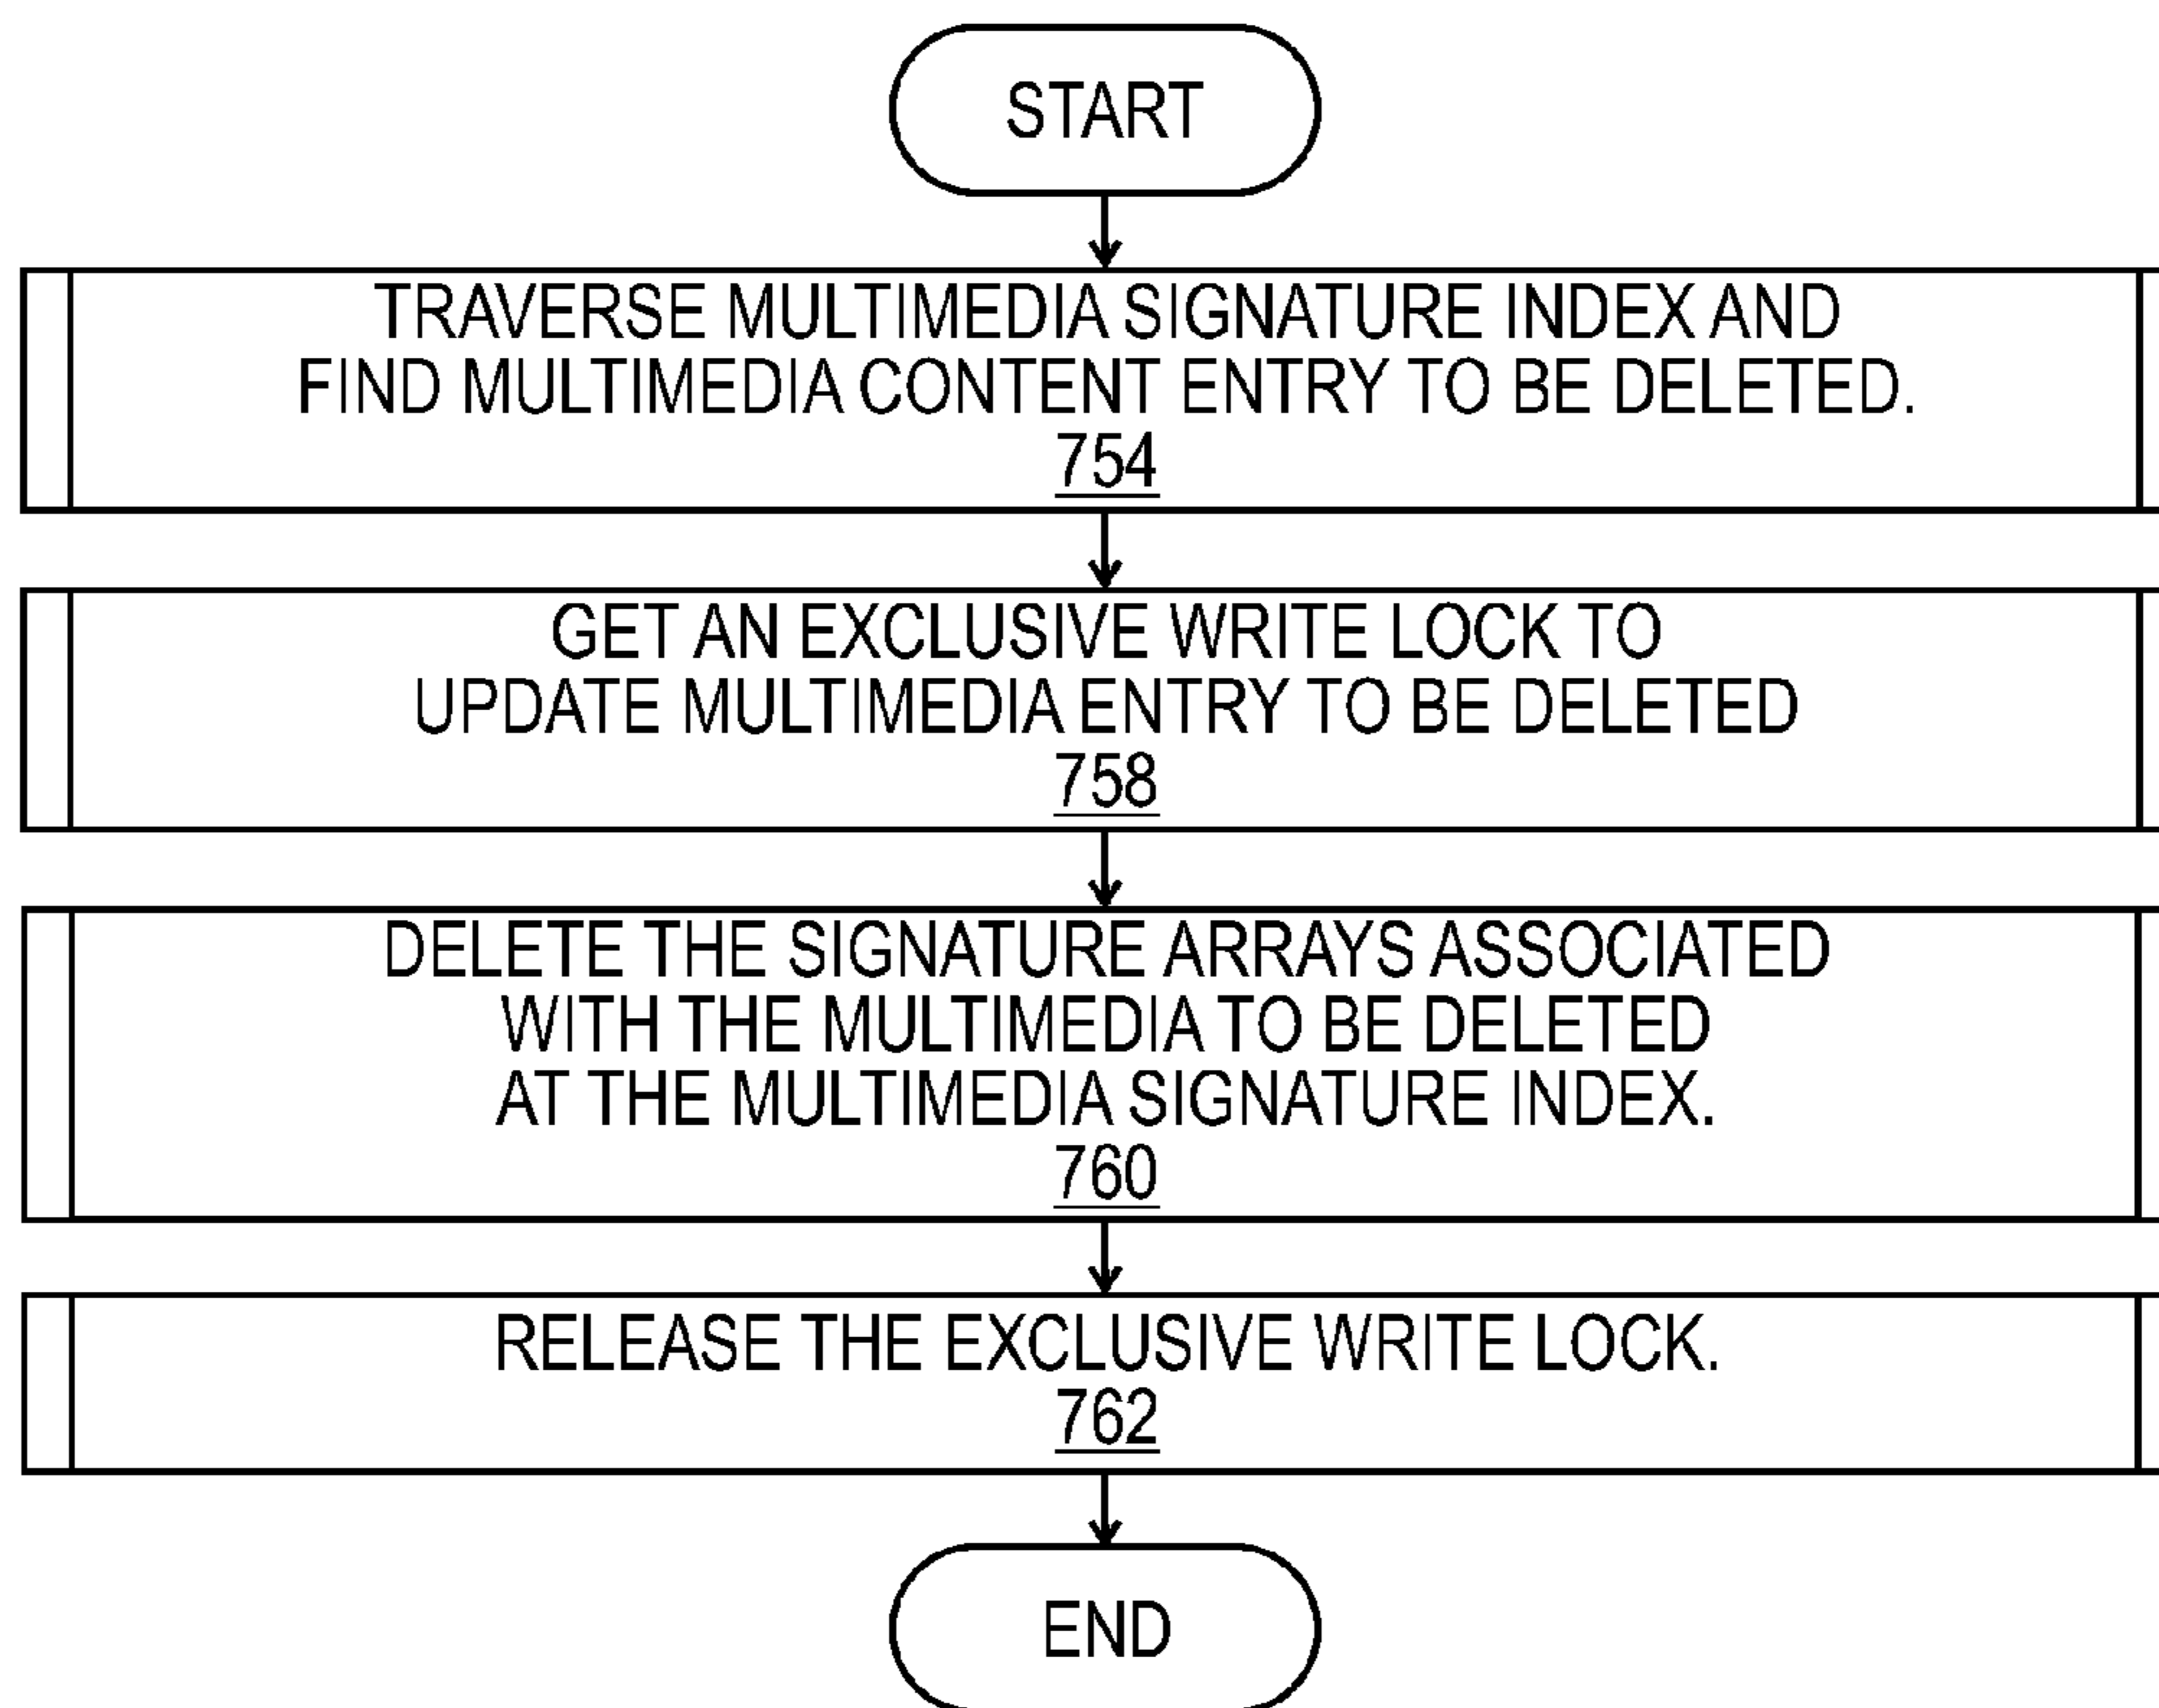 START
TRAVERSE MULTIMEDIA SIGNATURE INDEX AND
FIND MULTIMEDIA CONTENT ENTRY TO BE DELETED.
754
GET AN EXCLUSIVE WRITE LOCK TO
UPDATE MULTIMEDIA ENTRY TO BE DELETED
758
DELETE THE SIGNATURE ARRAYS ASSOCIATED
WITH THE MULTIMEDIA TO BE DELETED
AT THE MULTIMEDIA SIGNATURE INDEX.
760
RELEASE THE EXCLUSIVE WRITE LOCK.
762
END